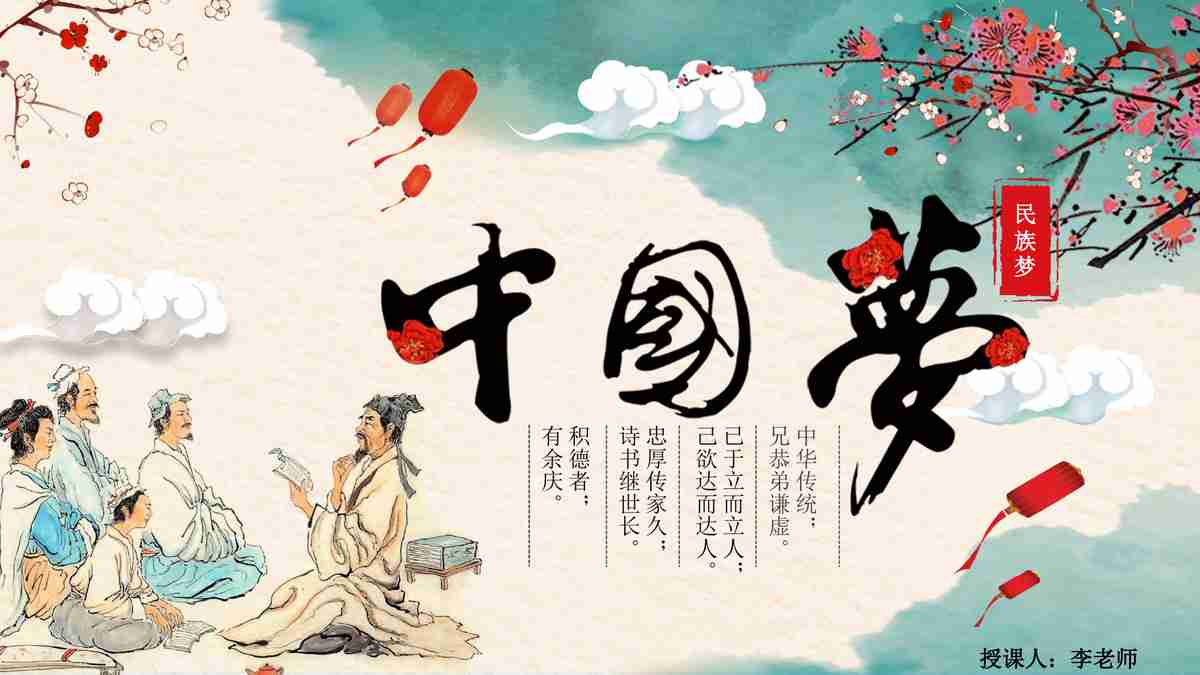 中國夢
民族梦
中华传统；
兄恭弟谦虚。
己于立而立人；
己欲达而达人。
忠厚传家久；
诗书继世长。
积德者；
有余庆。
授课人：李老师